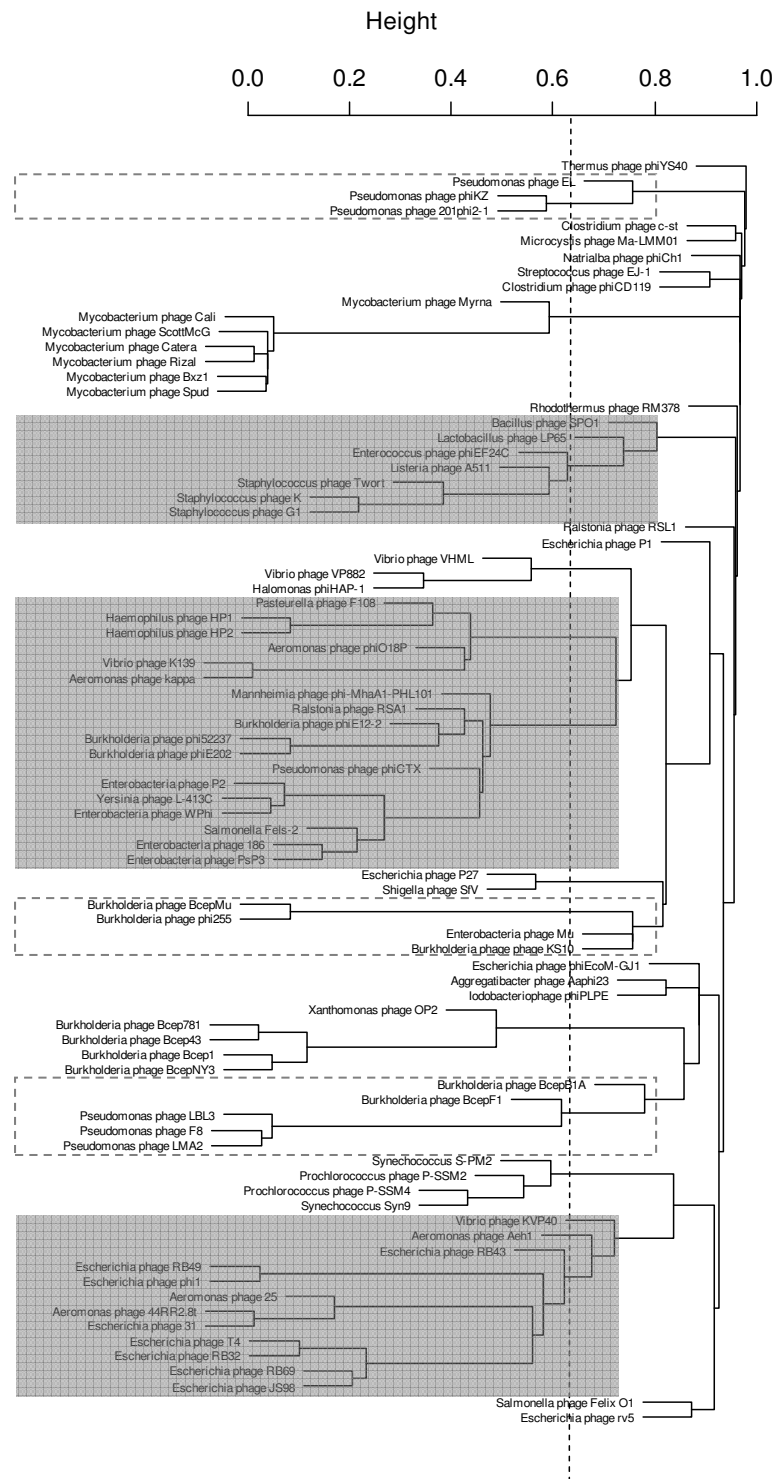 Height
0.0 0.2 0.4 0.6 0.8 1.0
Thermus phage phiYS40
Pseudomonas phage EL
Pseudomonas phage phiKZ
Pseudomonas phage 201phi2-1
Clostridium phage c-st
Microcystis phage Ma-LMM01
Natrialba phage phiCh1
Streptococcus phage EJ-1
Clostridium phage phiCD119
Mycobacterium phage Myrna
Mycobacterium phage Cali
Mycobacterium phage ScottMcG
Mycobacterium phage Catera
Mycobacterium phage Rizal
Mycobacterium phage Bxz1
Mycobacterium phage Spud
Rhodothermus phage RM378
Bacillus phage SPO1
Lactobacillus phage LP65
Enterococcus phage phiEF24C
Listeria phage A511
Staphylococcus phage Twort
Staphylococcus phage K
Staphylococcus phage G1
Ralstonia phage RSL1
Escherichia phage P1
Vibrio phage VHML
Vibrio phage VP882
Halomonas phiHAP-1
Pasteurella phage F108
Haemophilus phage HP1
Haemophilus phage HP2
Aeromonas phage phiO18P
Vibrio phage K139
Aeromonas phage kappa
Mannheimia phage phi-MhaA1-PHL101
Ralstonia phage RSA1
Burkholderia phage phiE12-2
Burkholderia phage phi52237
Burkholderia phage phiE202
Pseudomonas phage phiCTX
Enterobacteria phage P2
Yersinia phage L-413C
Enterobacteria phage WPhi
Salmonella Fels-2
Enterobacteria phage 186
Enterobacteria phage PsP3
Escherichia phage P27
Shigella phage SfV
Burkholderia phage BcepMu
Burkholderia phage phi255
Enterobacteria phage Mu
Burkholderia phage phage KS10
Escherichia phage phiEcoM-GJ1
Aggregatibacter phage Aaphi23
Iodobacteriophage phiPLPE
Xanthomonas phage OP2
Burkholderia phage Bcep781
Burkholderia phage Bcep43
Burkholderia phage Bcep1
Burkholderia phage BcepNY3
Burkholderia phage BcepB1A
Burkholderia phage BcepF1
Pseudomonas phage LBL3
Pseudomonas phage F8
Pseudomonas phage LMA2
Synechococcus S-PM2
Prochlorococcus phage P-SSM2
Prochlorococcus phage P-SSM4
Synechococcus Syn9
Vibrio phage KVP40
Aeromonas phage Aeh1
Escherichia phage RB43
Escherichia phage RB49
Escherichia phage phi1
Aeromonas phage 25
Aeromonas phage 44RR2.8t
Escherichia phage 31
Escherichia phage T4
Escherichia phage RB32
Escherichia phage RB69
Escherichia phage JS98
Salmonella phage Felix O1
Escherichia phage rv5